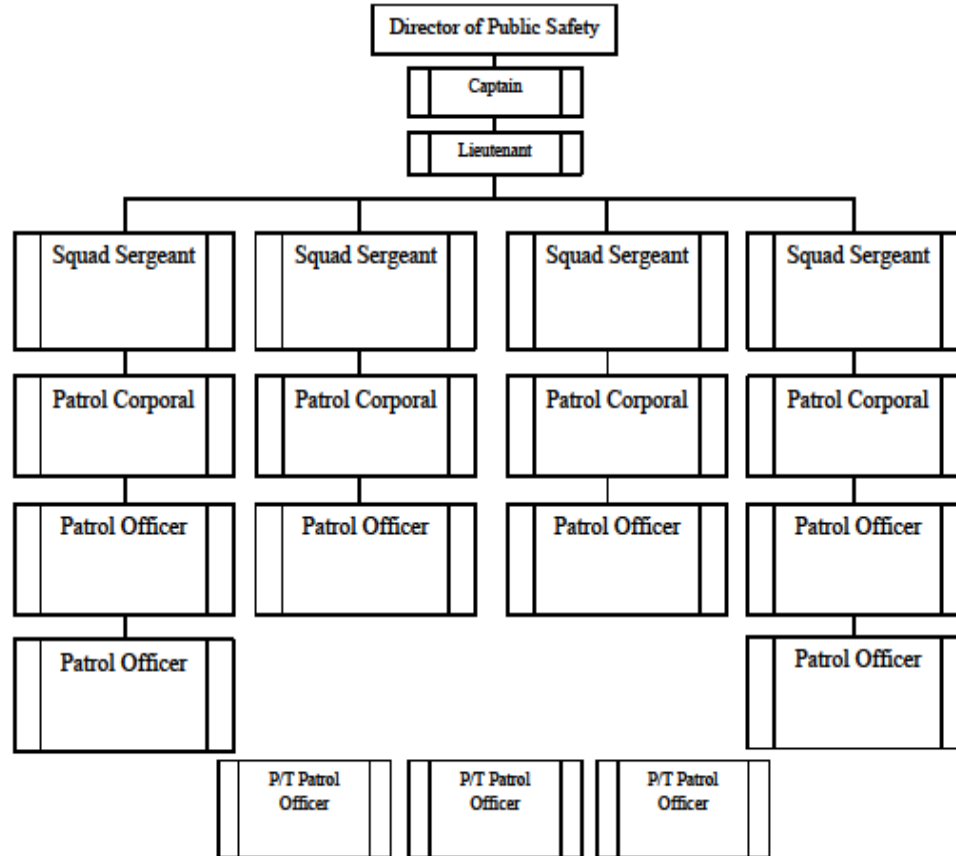 Director of Public Safety
Captain
Lieutenant
Squad Sergeant
Squad Sergeant
Squad Sergeant
Squad Sergeant
Patrol Corporal
Patrol Corporal
Patrol Corporal
Patrol Corporal
Patrol Officer
Patrol Officer
Patrol Officer
Patrol Officer
Patrol Officer
Patrol Officer
P/T Patrol
Officer
P/T Patrol
Officer
P/T Patrol
Officer